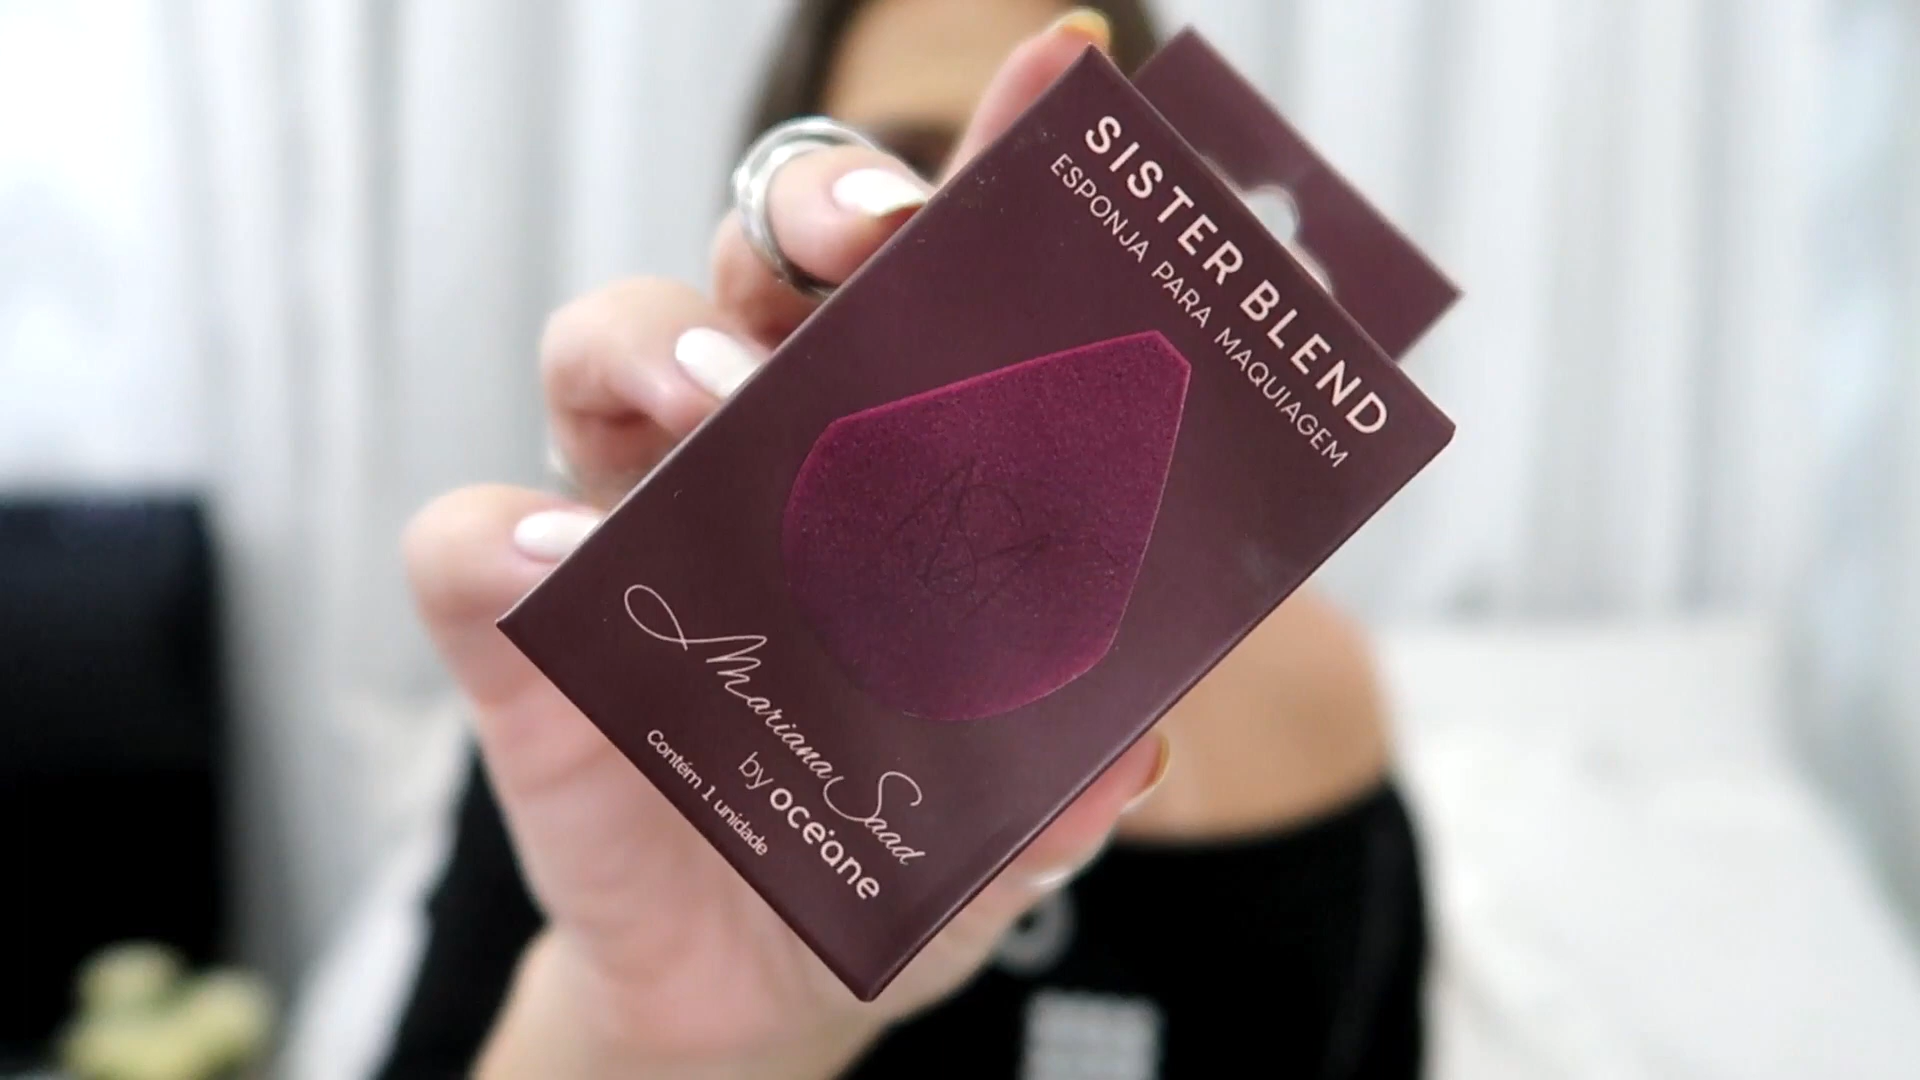 SISTER BLEND
ESPONJA PARA MAQUIAGEM
Mariana Saad
by océane
Contém 1 unidade